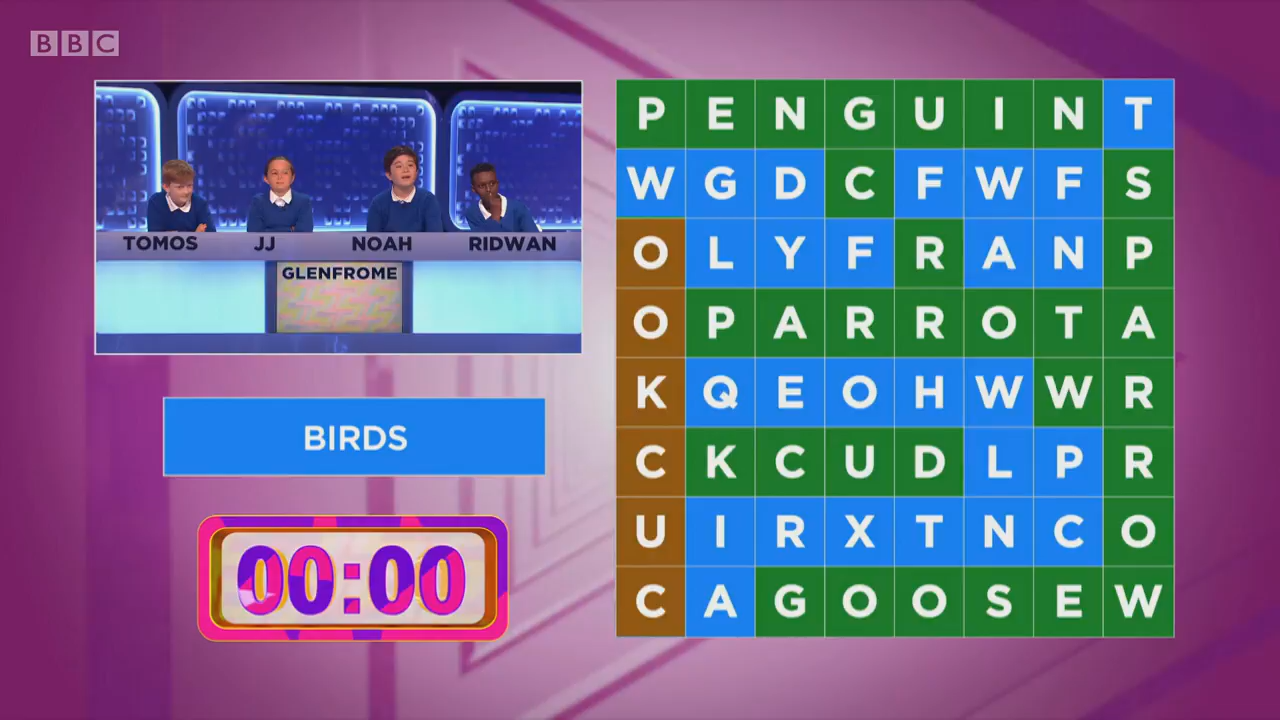 BBC
TOMOS JJ NOAH RIDWAN
GLENFROME
BIRDS
00:00
P E N G U I N T
W G D C F W F S
O L Y F R A N P
O P A R R O T A
K Q E O H W W R
C K C U D L P R
U I R X T N C O
C A G O O S E W